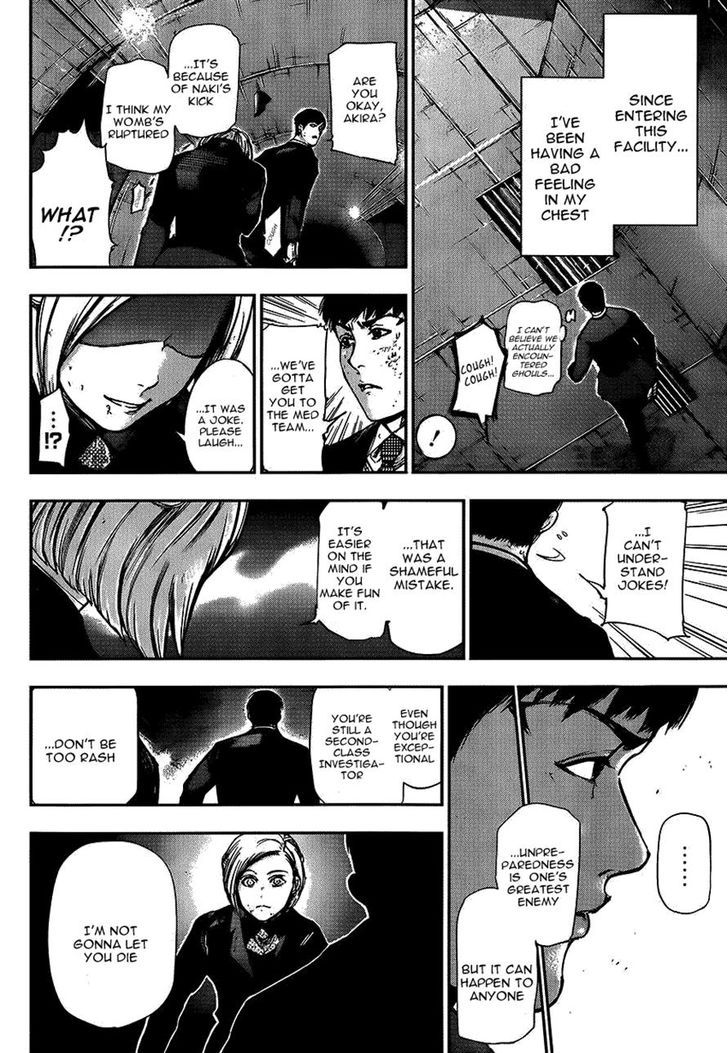 SINCE
ENTERING
THIS
FACILITY...
I'VE
BEEN
HAVING A
BAD
FEELING
IN MY
CHEST
I CAN'T
BELIEVE WE
ACTUALLY
ENCOUN-
TERED
GHOULS...
COUGH!
COUGH!
!
ARE
YOU
OKAY,
AKIRA?
...IT'S
BECAUSE
OF NAKI'S
KICK
I THINK MY
WOMB'S
RUPTURED
COUGH
WHAT
!?
...WE'VE
GOTTA
GET
YOU TO
THE MED
TEAM...
...IT WAS
A JOKE.
PLEASE
LAUGH...
...
!?
...I
CAN'T
UNDER-
STAND
JOKES!
...THAT
WAS A
SHAMEFUL
MISTAKE.
IT'S
EASIER
ON THE
MIND IF
YOU
MAKE FUN
OF IT.
......
...UNPRE-
PAREDNESS
IS ONE'S
GREATEST
ENEMY
BUT IT CAN
HAPPEN TO
ANYONE
EVEN
THOUGH
YOU'RE
EXCEP-
TIONAL
YOU'RE
STILL A
SECOND-
CLASS
INVESTIGA-
TOR
...DON'T BE
TOO RASH
I'M NOT
GONNA LET
YOU DIE